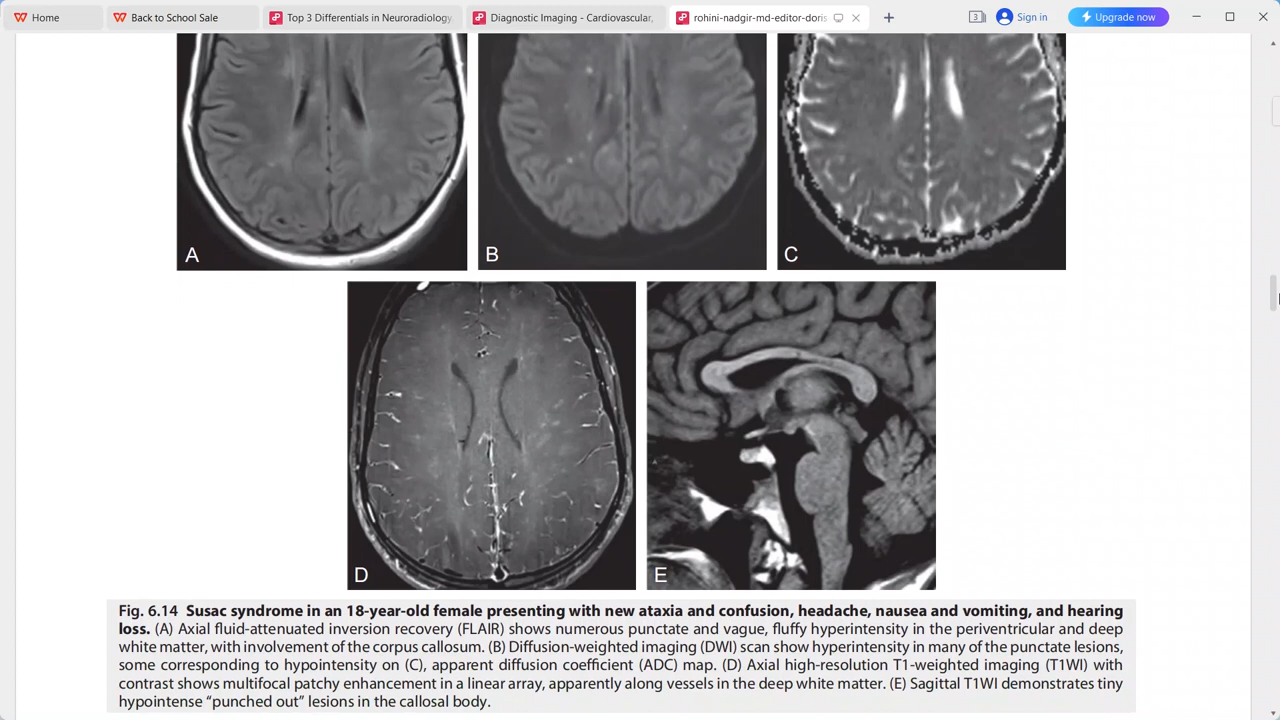 Home
Back to School Sale
Top 3 Differentials in Neuroradiology
Diagnostic Imaging - Cardiovascular,
rohini-nadgir-md-editor-doris
3
Sign in
Upgrade now
A
B
C
D
E
Fig. 6.14 Susac syndrome in an 18-year-old female presenting with new ataxia and confusion, headache, nausea and vomiting, and hearing
loss. (A) Axial fluid-attenuated inversion recovery (FLAIR) shows numerous punctate and vague, fluffy hyperintensity in the periventricular and deep
white matter, with involvement of the corpus callosum. (B) Diffusion-weighted imaging (DWI) scan show hyperintensity in many of the punctate lesions,
some corresponding to hypointensity on (C), apparent diffusion coefficient (ADC) map. (D) Axial high-resolution T1-weighted imaging (T1WI) with
contrast shows multifocal patchy enhancement in a linear array, apparently along vessels in the deep white matter. (E) Sagittal T1WI demonstrates tiny
hypointense “punched out” lesions in the callosal body.